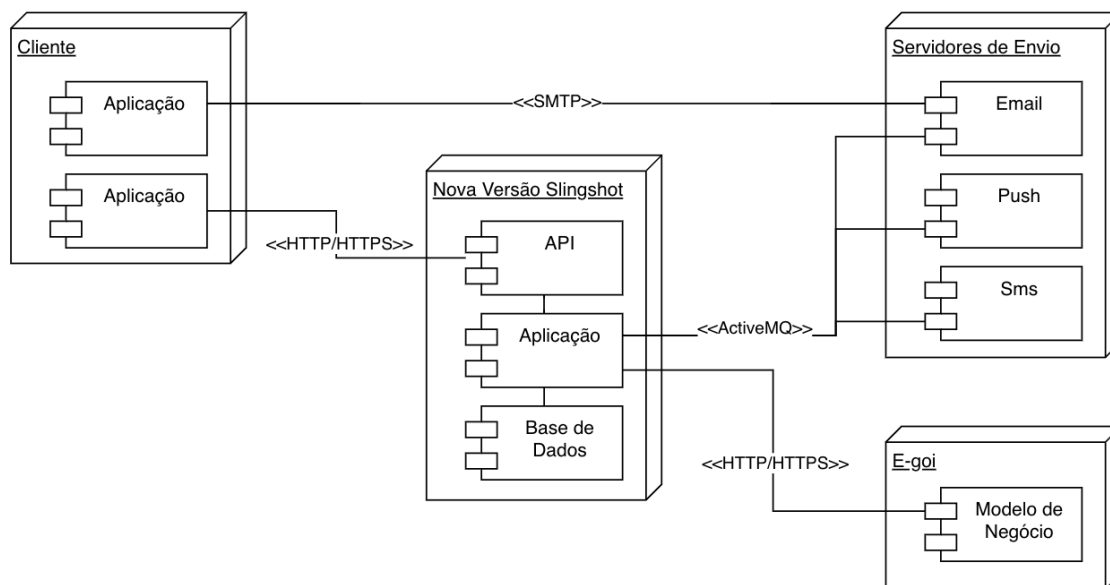 Cliente
Aplicação
Aplicação
<<SMTP>>
<<HTTP/HTTPS>>
Nova Versão Slingshot
API
Aplicação
Base de
Dados
<<ActiveMQ>>
<<HTTP/HTTPS>>
Servidores de Envio
Email
Push
Sms
E-goi
Modelo de
Negócio